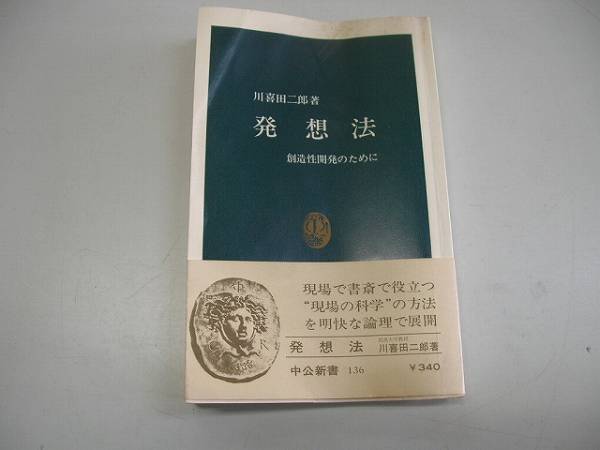 川喜田二郎著
発想法
創造性開発のために
現場で書斎で役立つ
“現場の科学”の方法
を明快な論理で展開
発想法 川喜田二郎著
中公新書 136 ¥340